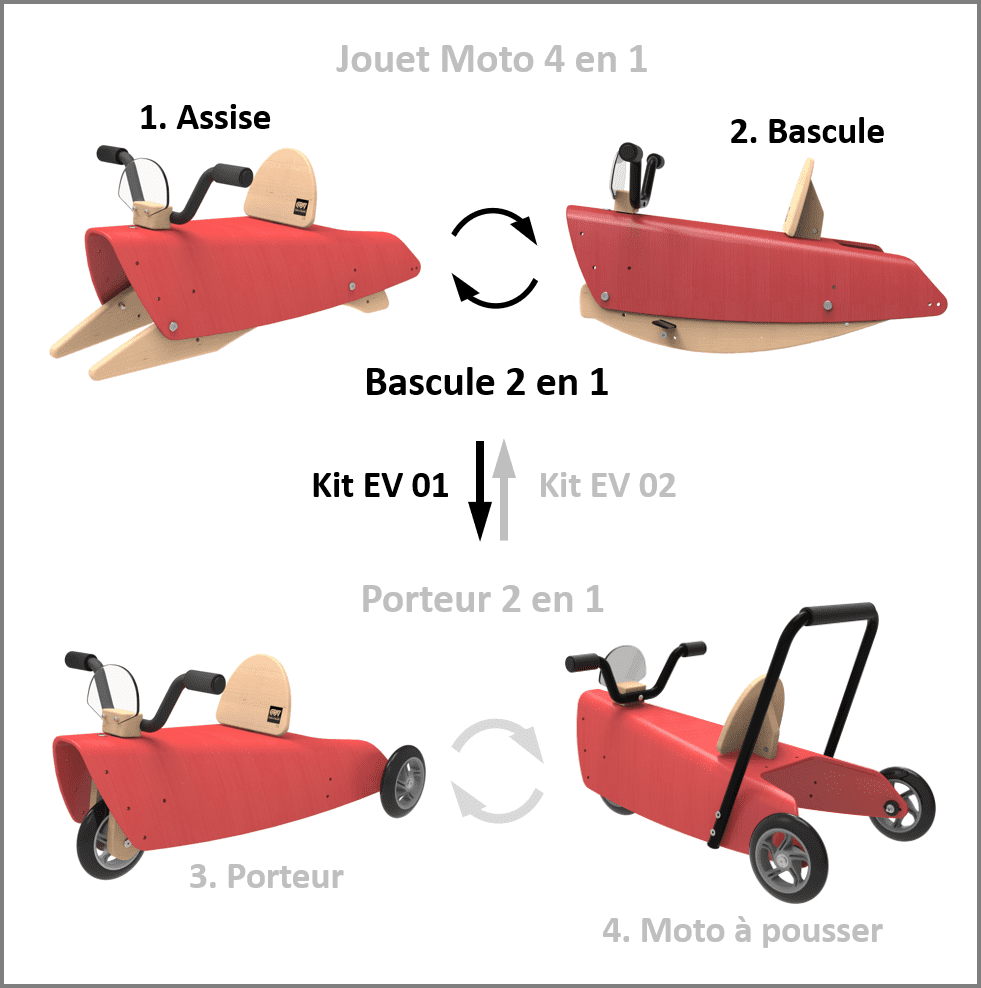 Jouet Moto 4 en 1
1. Assise
2. Bascule
Bascule 2 en 1
Kit EV 01
Kit EV 02
Porteur 2 en 1
3. Porteur
4. Moto à pousser